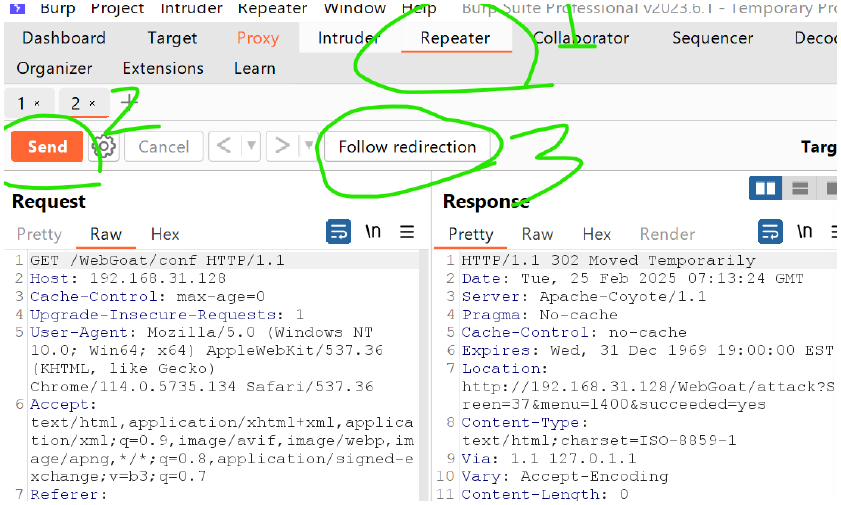 Burp Project Intruder Repeater Window Help Burp Suite Professional v2023.6.1 - Temporary Pro
Dashboard Target Proxy Intruder Repeater Collaborator Sequencer Deco
Organizer Extensions Learn
1 × 2 × +
Send Cancel < > Follow redirection Targ
1
2
3
Request
Pretty Raw Hex \n
1 GET /WebGoat/conf HTTP/1.1
2 Host: 192.168.31.128
3 Cache-Control: max-age=0
4 Upgrade-Insecure-Requests: 1
5 User-Agent: Mozilla/5.0 (Windows NT
10.0; Win64; x64) AppleWebKit/537.36
(KHTML, like Gecko)
Chrome/114.0.5735.134 Safari/537.36
6 Accept:
text/html,application/xhtml+xml,applica
tion/xml;q=0.9,image/avif,image/webp,im
age/apng,*/*;q=0.8,application/signed-e
xchange;v=b3;q=0.7
7 Referer:
Response
Pretty Raw Hex Render \n
1 HTTP/1.1 302 Moved Temporarily
2 Date: Tue, 25 Feb 2025 07:13:24 GMT
3 Server: Apache-Coyote/1.1
4 Pragma: No-cache
5 Cache-Control: no-cache
6 Expires: Wed, 31 Dec 1969 19:00:00 EST
7 Location:
http://192.168.31.128/WebGoat/attack?S
reen=37&menu=1400&succeeded=yes
8 Content-Type:
text/html;charset=ISO-8859-1
9 Via: 1.1 127.0.1.1
10 Vary: Accept-Encoding
11 Content-Length: 0